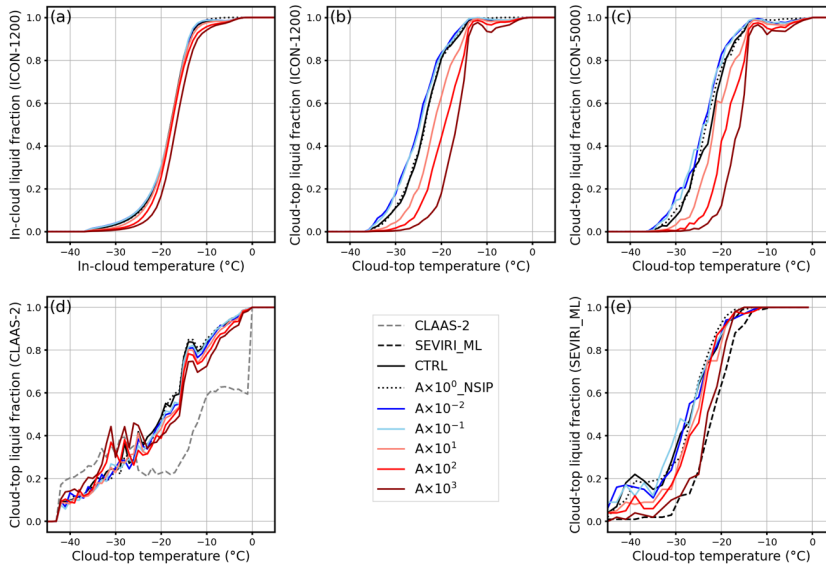 (a)
In-cloud liquid fraction (ICON-1200)
1.0
0.8
0.6
0.4
0.2
0.0
−40 −30 −20 −10 0
In-cloud temperature (°C)
(b)
Cloud-top liquid fraction (ICON-1200)
1.0
0.8
0.6
0.4
0.2
0.0
−40 −30 −20 −10 0
Cloud-top temperature (°C)
(c)
Cloud-top liquid fraction (ICON-5000)
1.0
0.8
0.6
0.4
0.2
0.0
−40 −30 −20 −10 0
Cloud-top temperature (°C)
(d)
Cloud-top liquid fraction (CLAAS-2)
1.0
0.8
0.6
0.4
0.2
0.0
−40 −30 −20 −10 0
Cloud-top temperature (°C)
CLAAS-2
SEVIRI_ML
CTRL
A×10⁰_NSIP
A×10⁻²
A×10⁻¹
A×10¹
A×10²
A×10³
(e)
Cloud-top liquid fraction (SEVIRI_ML)
1.0
0.8
0.6
0.4
0.2
0.0
−40 −30 −20 −10 0
Cloud-top temperature (°C)